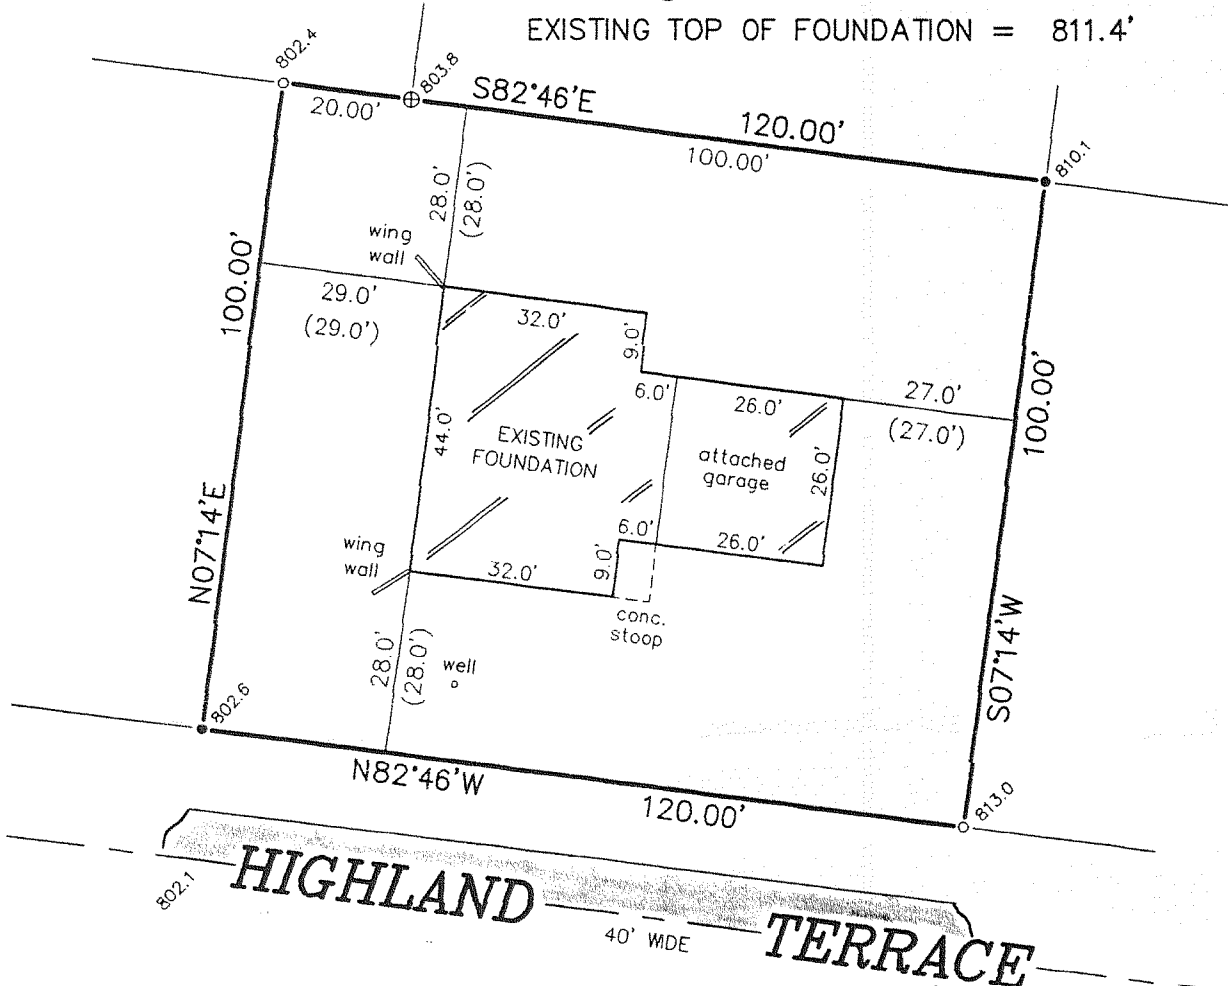 EXISTING TOP OF FOUNDATION = 811.4'
802.4
803.8
S82°46'E
20.00'
120.00'
100.00'
810.1
28.0'
(28.0')
wing
wall
100.00'
29.0'
(29.0')
32.0'
9.0'
6.0'
26.0'
27.0'
(27.0')
100.00'
44.0'
EXISTING
FOUNDATION
attached
garage
26.0'
N07°14'E
6.0'
26.0'
wing
wall
32.0'
9.0'
conc.
stoop
28.0'
(28.0')
well
S07°14'W
802.6
N82°46'W
120.00'
813.0
802.1
HIGHLAND TERRACE
40' WIDE